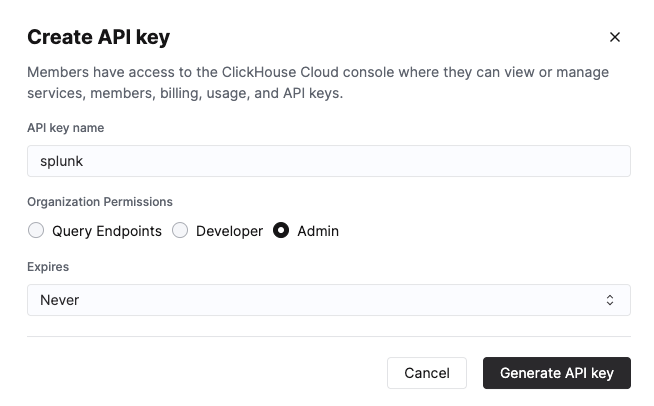 Create API key
Members have access to the ClickHouse Cloud console where they can view or manage
services, members, billing, usage, and API keys.
API key name
splunk
Organization Permissions
Query Endpoints Developer Admin
Expires
Never
Cancel Generate API key